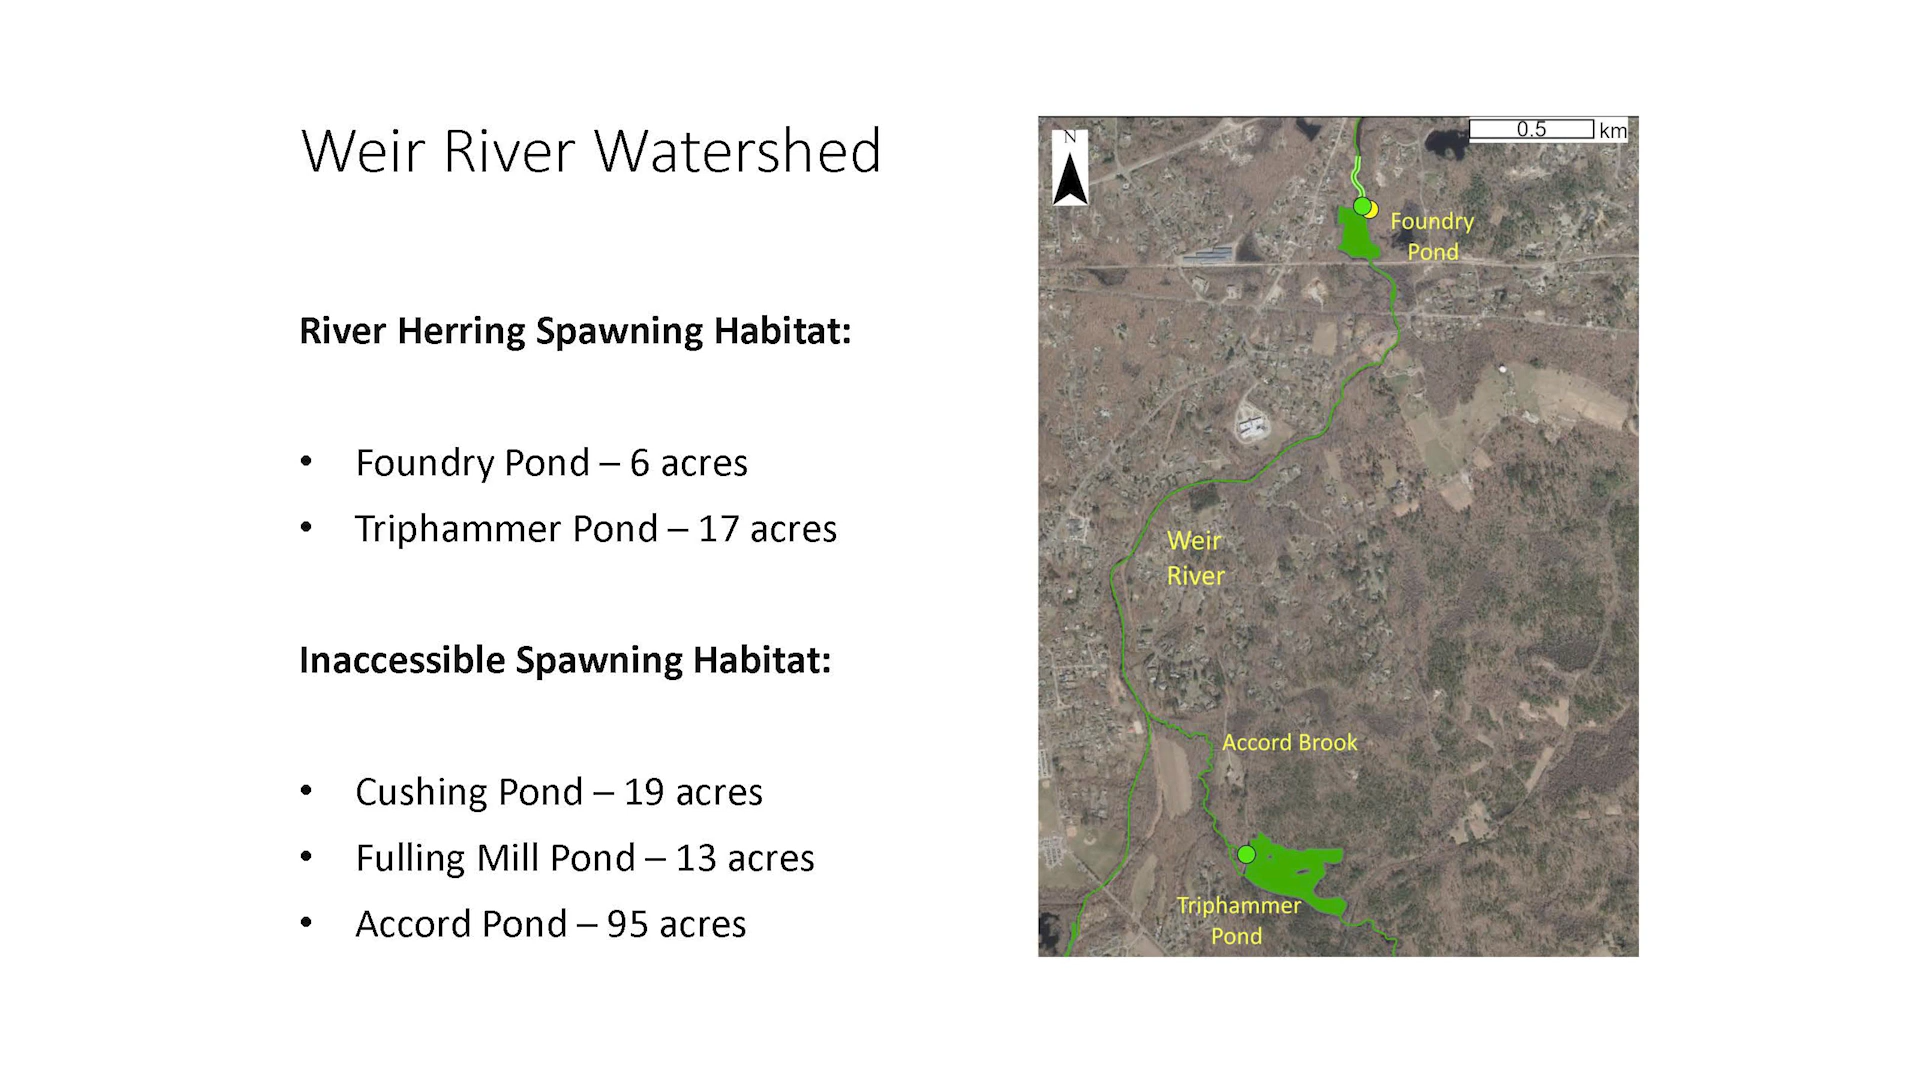 Weir River Watershed
River Herring Spawning Habitat:
• Foundry Pond – 6 acres
• Triphammer Pond – 17 acres
Inaccessible Spawning Habitat:
• Cushing Pond – 19 acres
• Fulling Mill Pond – 13 acres
• Accord Pond – 95 acres
N
0.5 km
Foundry
Pond
Weir
River
Accord Brook
Triphammer
Pond